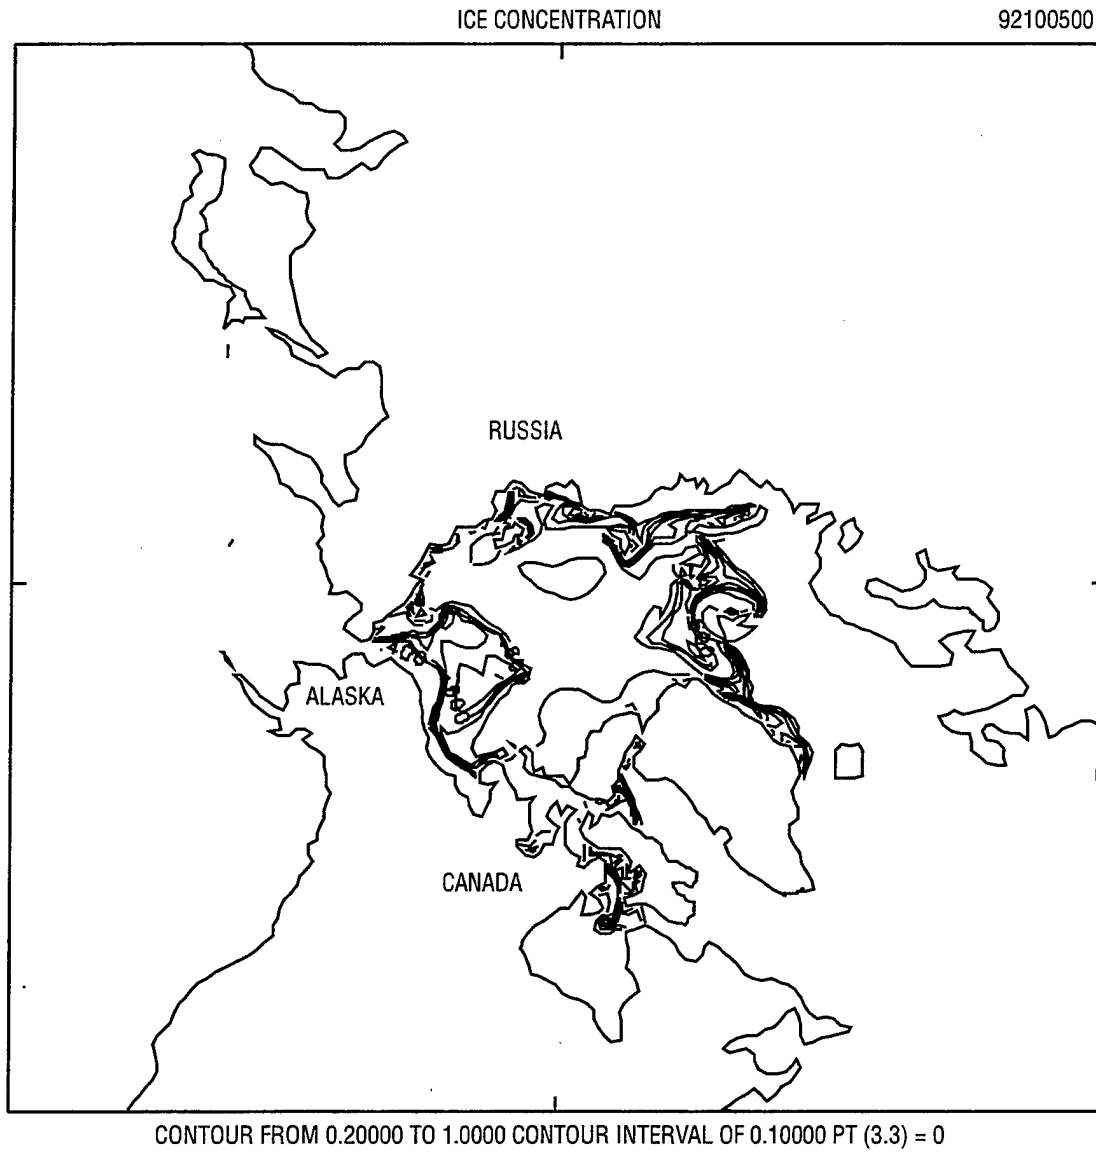 ICE CONCENTRATION 92100500
RUSSIA
ALASKA
CANADA
CONTOUR FROM 0.20000 TO 1.0000 CONTOUR INTERVAL OF 0.10000 PT (3.3) = 0